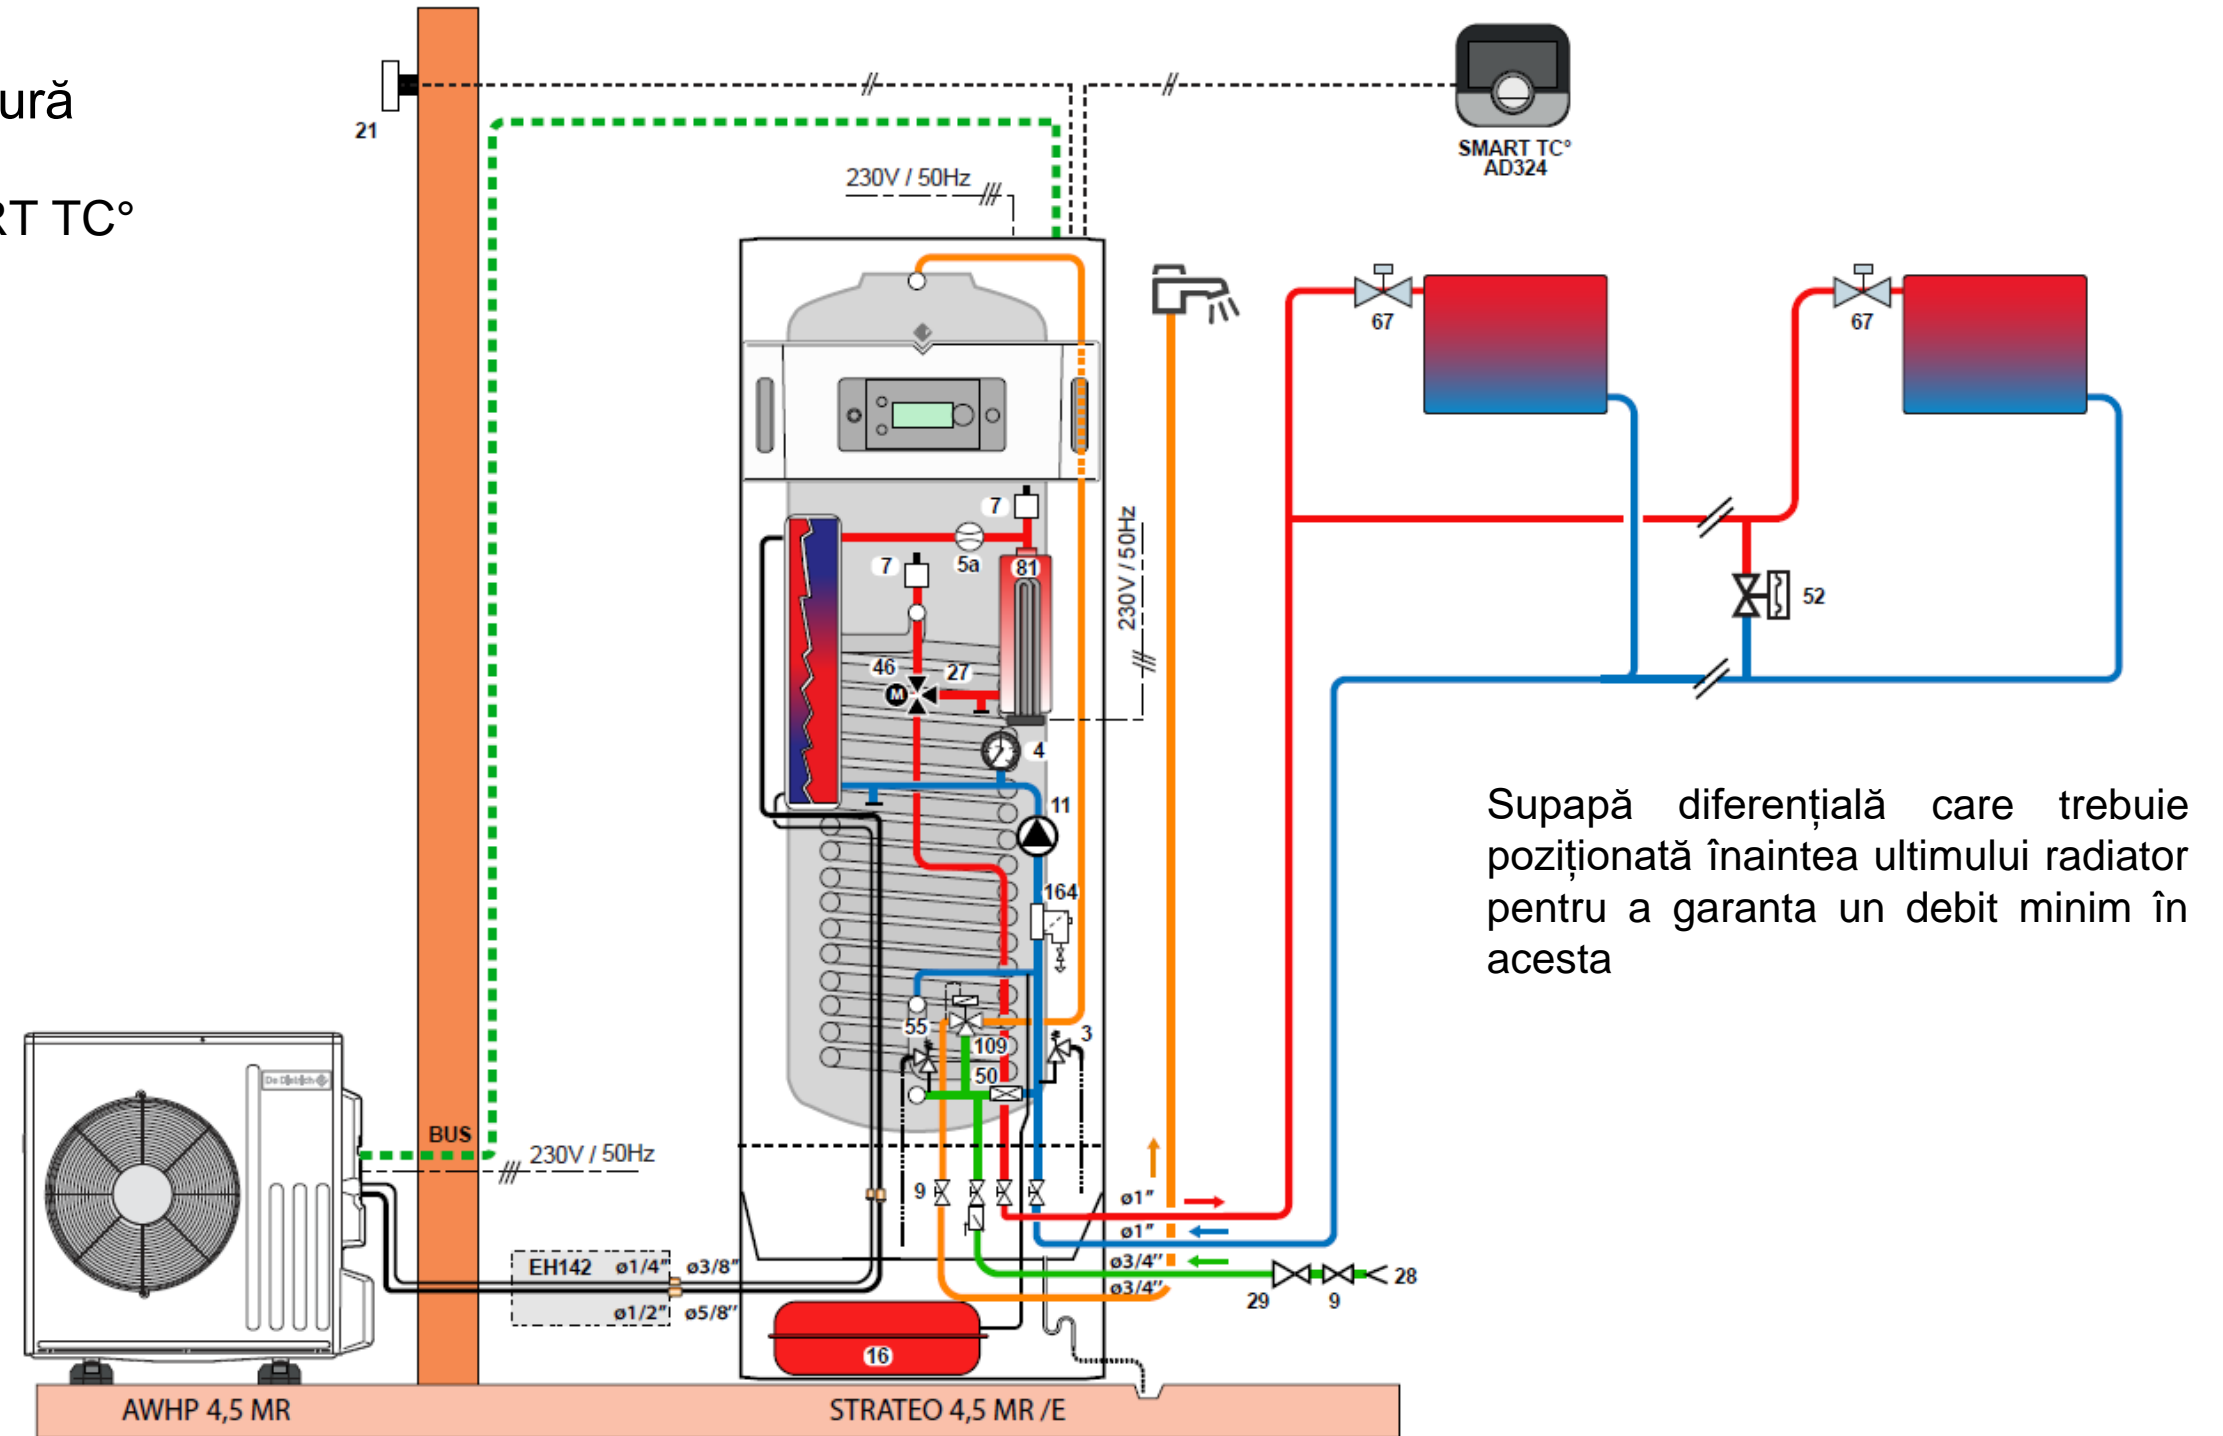 ură
RT TC°
21
SMART TC°
AD324
230V / 50Hz
67
67
7
5a
81
7
230V / 50Hz
52
46
27
M
4
11
164
55
109
3
50
De Dietrich
BUS
230V / 50Hz
9
ø1"
ø1"
ø3/4"
ø3/4"
EH142
ø1/4"
ø3/8"
ø1/2"
ø5/8"
29
9
28
16
AWHP 4,5 MR
STRATEO 4,5 MR /E
Supapă diferențială care trebuie
poziționată înaintea ultimului radiator
pentru a garanta un debit minim în
acesta